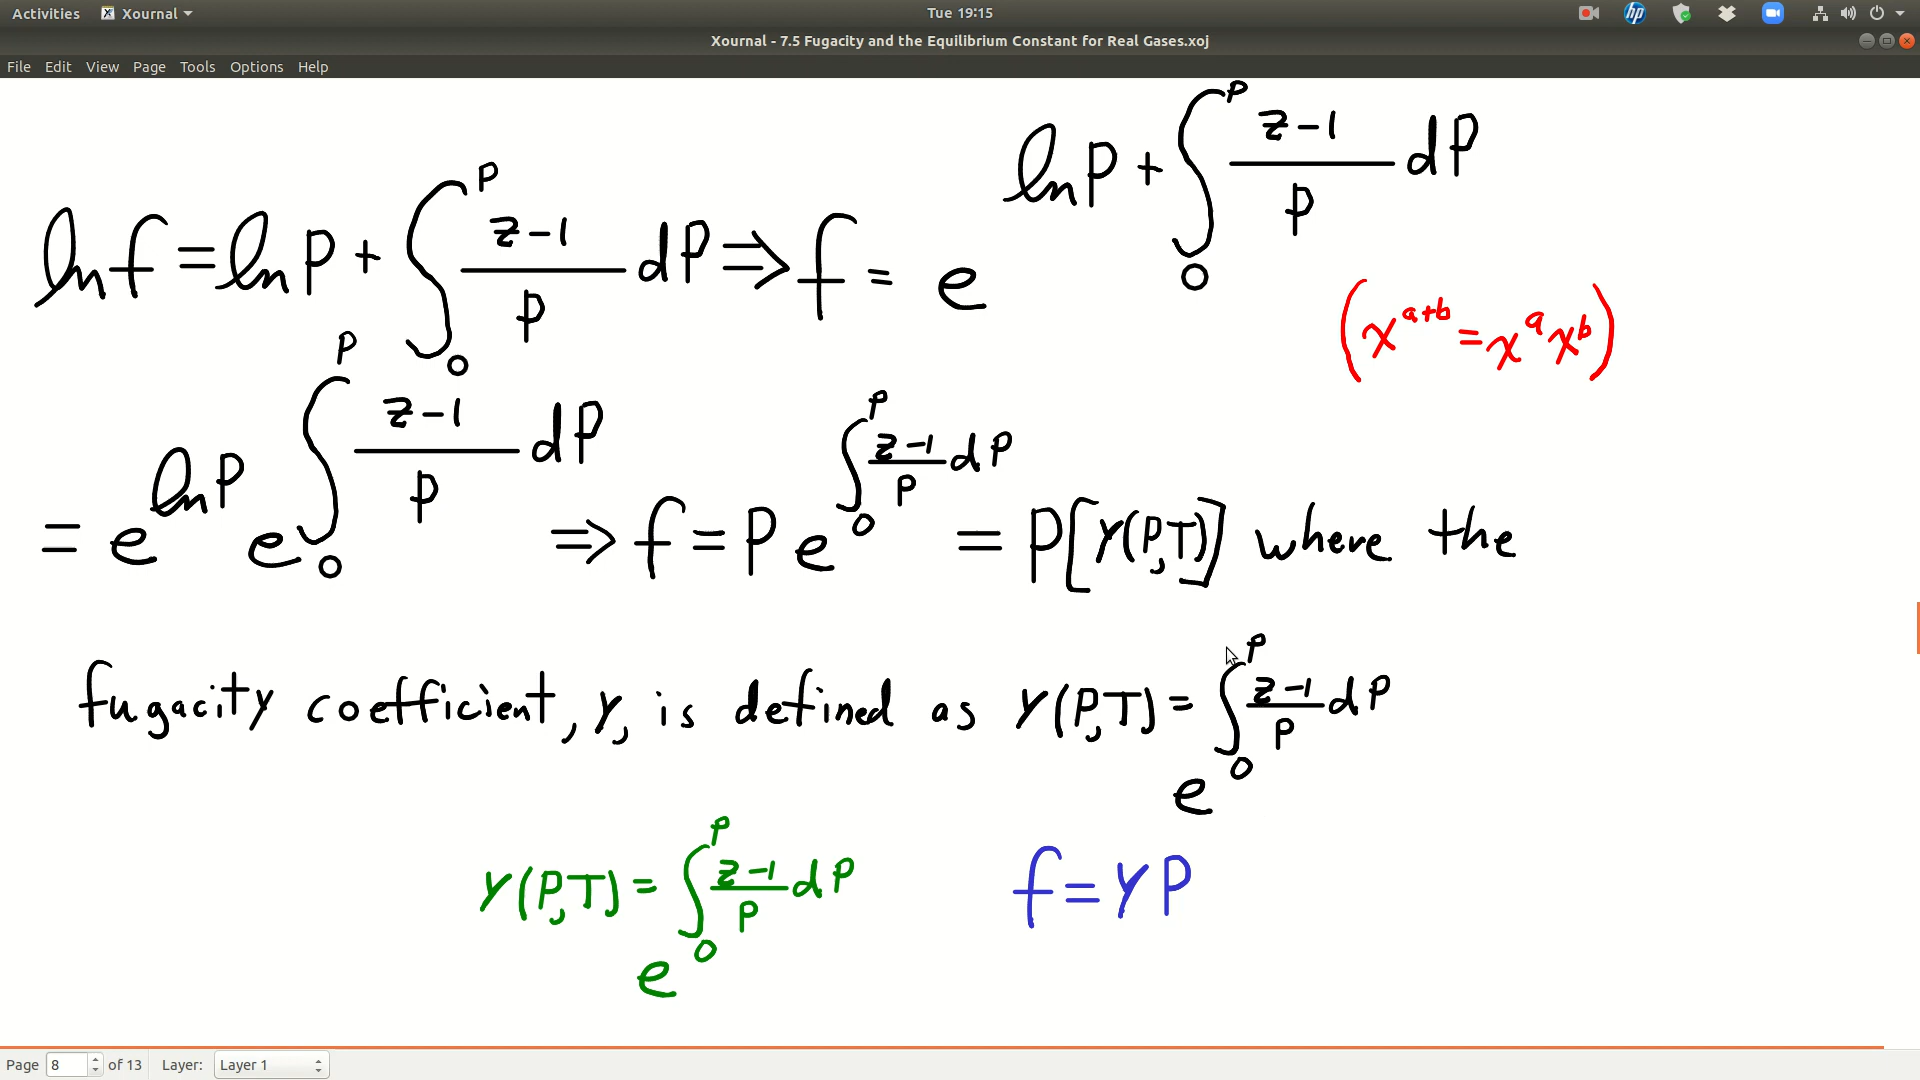 Activities Xournal Tue 19:15
Xournal - 7.5 Fugacity and the Equilibrium Constant for Real Gases.xoj
File Edit View Page Tools Options Help
ln f = ln P + ∫₀ᴾ (z-1)/P dP ⇒ f = e^(ln P + ∫₀ᴾ (z-1)/P dP)
(x^(a+b) = x^a x^b)
= e^(ln P) e^(∫₀ᴾ (z-1)/P dP) ⇒ f = P e^(∫₀ᴾ (z-1)/P dP) = P[γ(P,T)] where the
fugacity coefficient, γ, is defined as γ(P,T) = e^(∫₀ᴾ (z-1)/P dP)
γ(P,T) = e^(∫₀ᴾ (z-1)/P dP) f = γP
Page 8 of 13 Layer: Layer 1